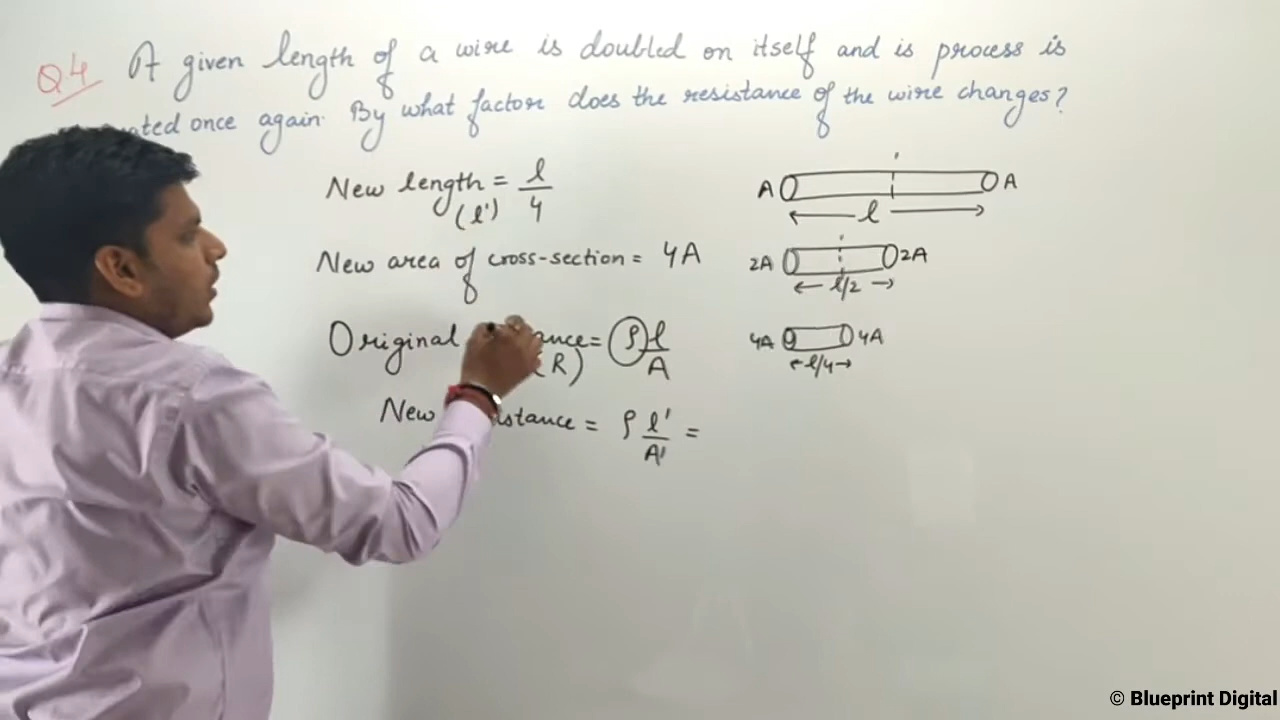 Q4 A given length of a wire is doubled on itself and is process is
ated once again. By what factor does the resistance of the wire changes?
New length = l/4
(l')
A A
l
New area of cross-section = 4A
2A 2A
l/2
Original ance = ρ l/A
(R)
4A 4A
l/4
New istance = ρ l'/A' =
© Blueprint Digital